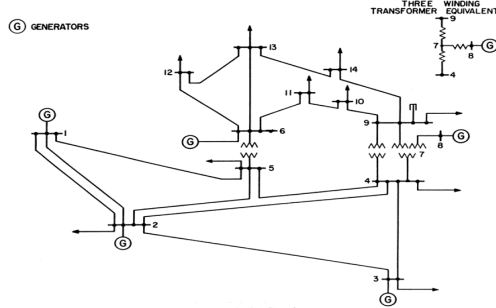 THREE WINDING
TRANSFORMER EQUIVALENT
G GENERATORS
9
7
G
8
4
13
14
12
11
10
6
G
9
G
8
7
G
1
5
4
2
G
3
G